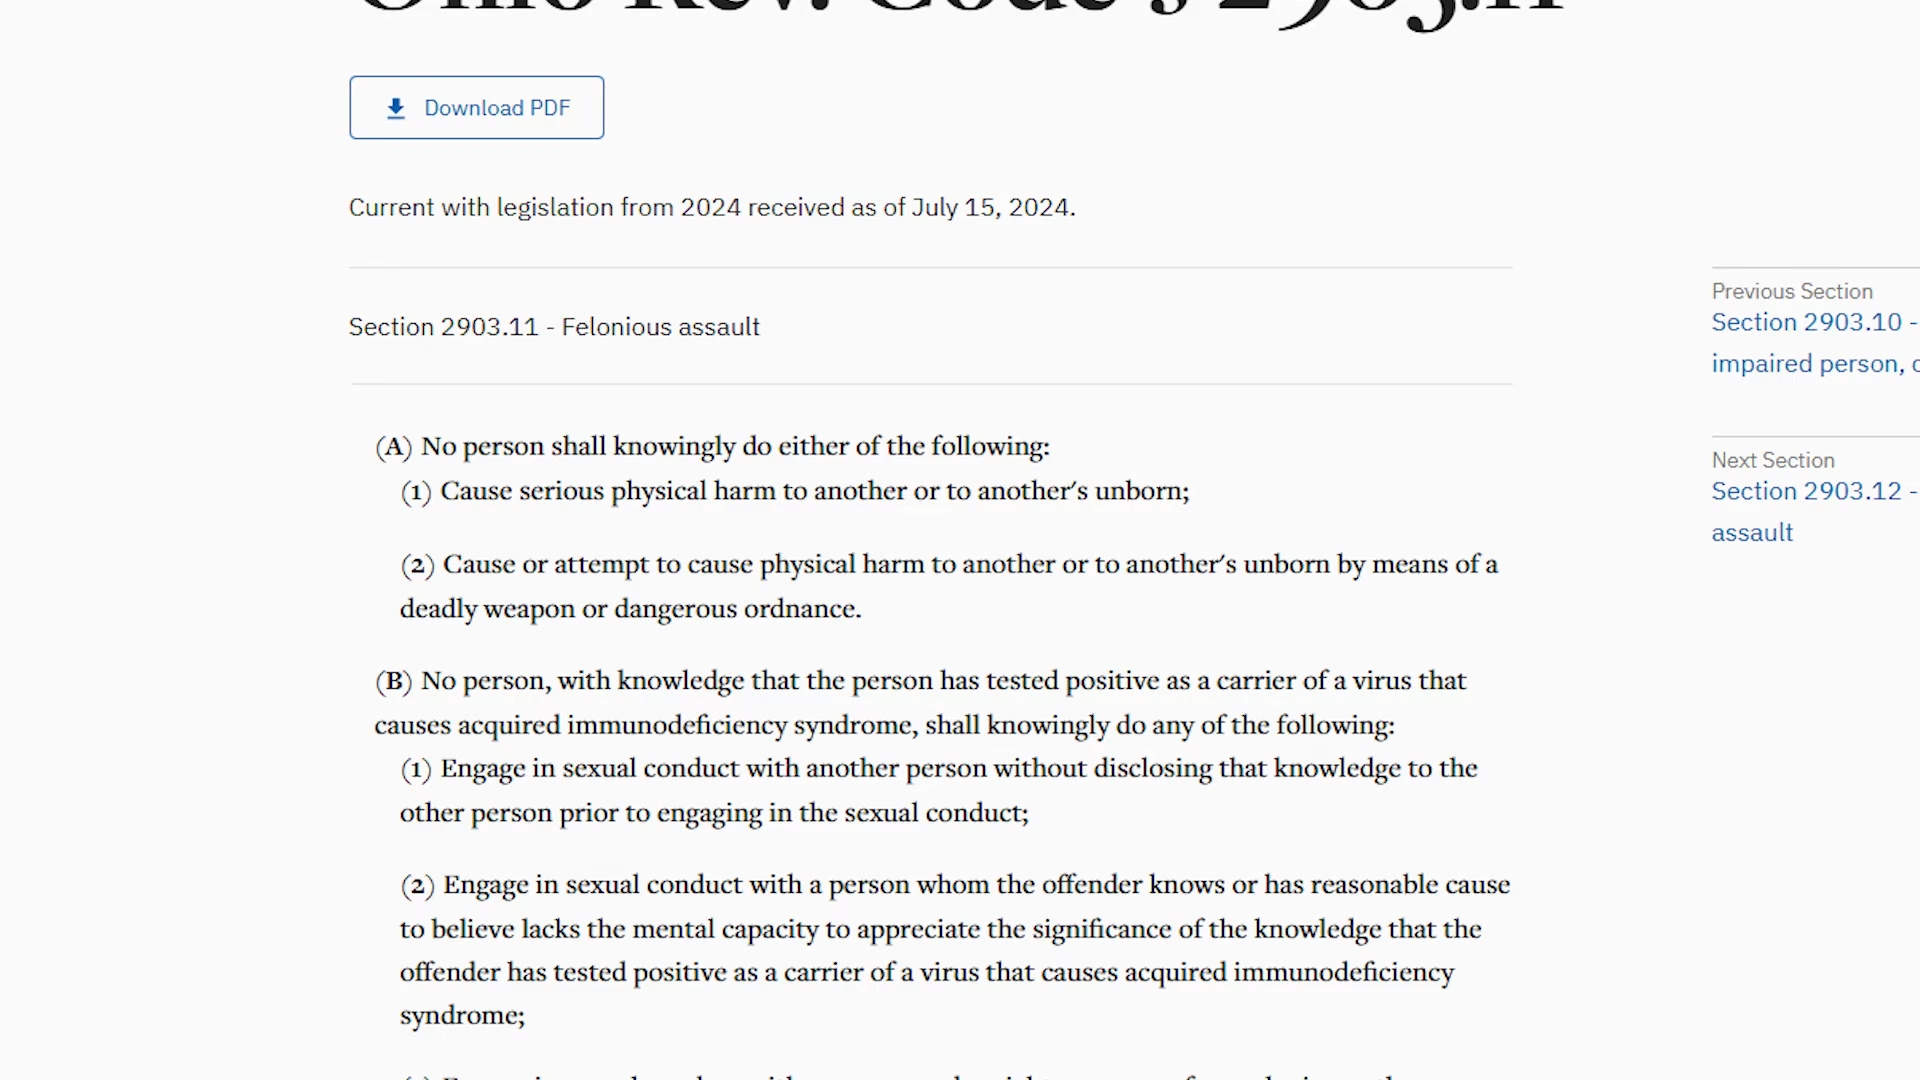 Ohio Rev. Code § 2903.11
Download PDF
Current with legislation from 2024 received as of July 15, 2024.
Section 2903.11 - Felonious assault
(A) No person shall knowingly do either of the following:
(1) Cause serious physical harm to another or to another's unborn;
(2) Cause or attempt to cause physical harm to another or to another's unborn by means of a
deadly weapon or dangerous ordnance.
(B) No person, with knowledge that the person has tested positive as a carrier of a virus that
causes acquired immunodeficiency syndrome, shall knowingly do any of the following:
(1) Engage in sexual conduct with another person without disclosing that knowledge to the
other person prior to engaging in the sexual conduct;
(2) Engage in sexual conduct with a person whom the offender knows or has reasonable cause
to believe lacks the mental capacity to appreciate the significance of the knowledge that the
offender has tested positive as a carrier of a virus that causes acquired immunodeficiency
syndrome;
Previous Section
Section 2903.10 -
impaired person,
Next Section
Section 2903.12 -
assault